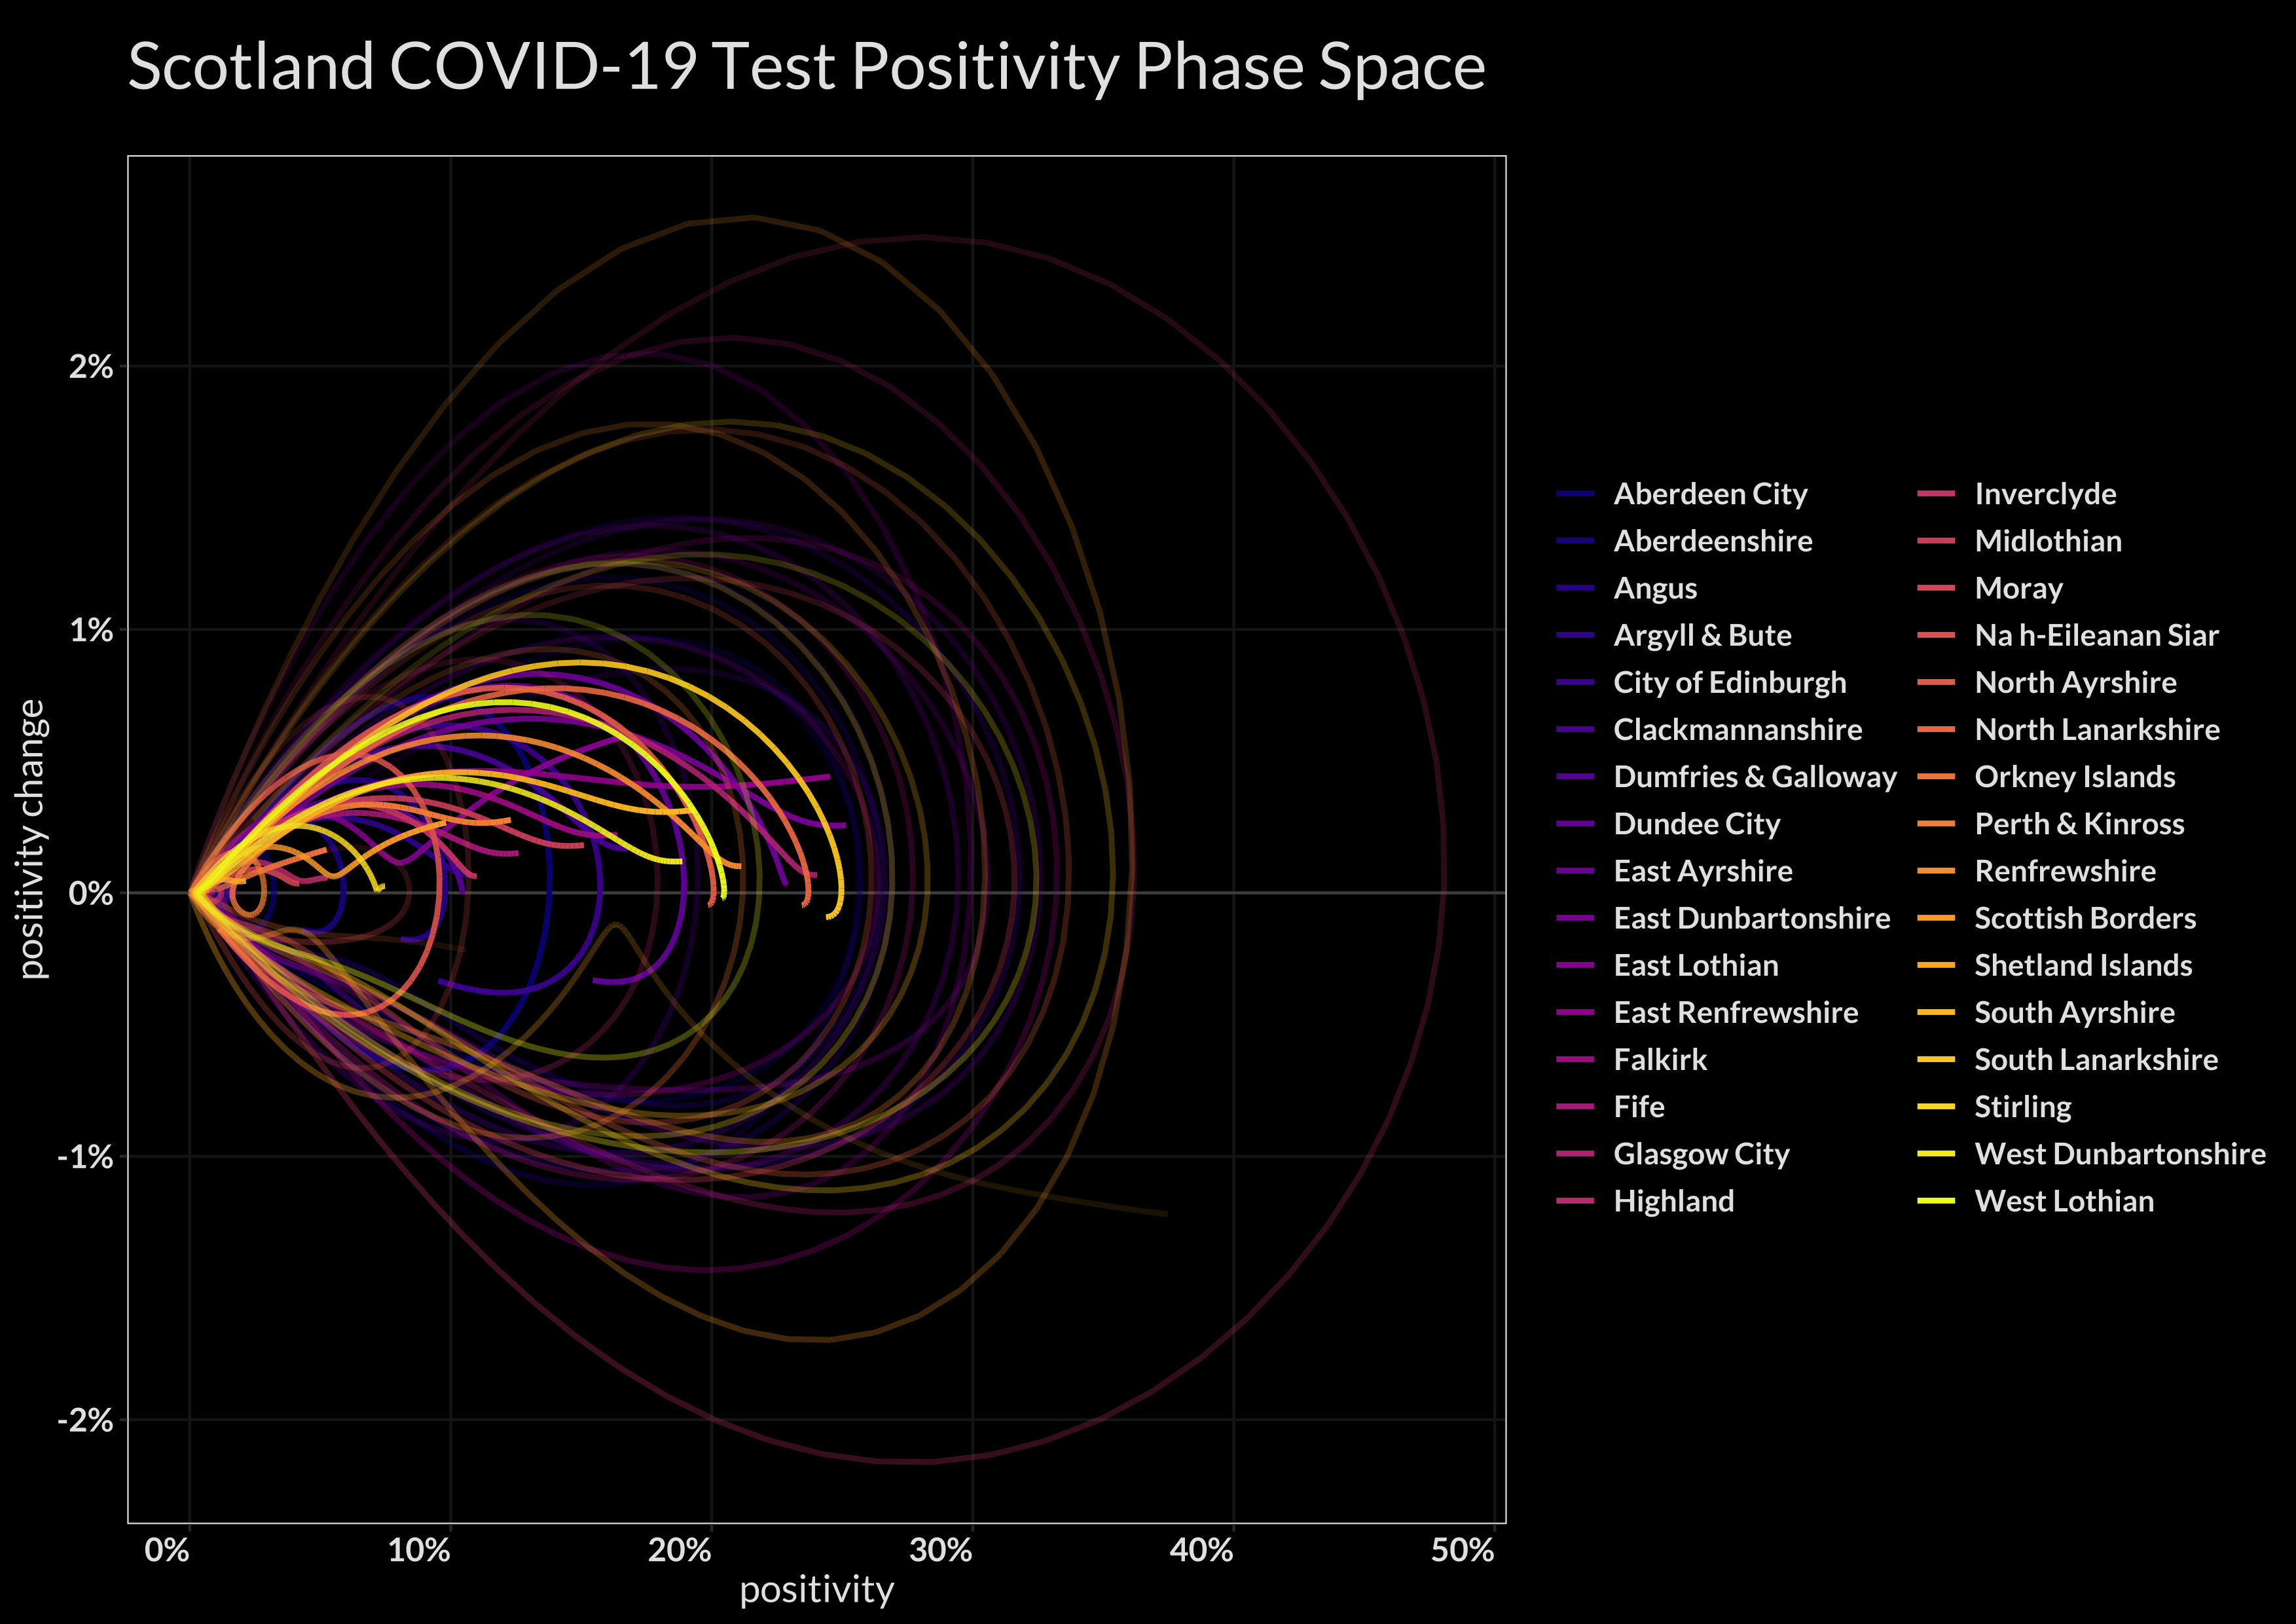 Scotland COVID-19 Test Positivity Phase Space
positivity change
2%
1%
0%
-1%
-2%
0%
10%
20%
30%
40%
50%
positivity
Aberdeen City
Aberdeenshire
Angus
Argyll & Bute
City of Edinburgh
Clackmannanshire
Dumfries & Galloway
Dundee City
East Ayrshire
East Dunbartonshire
East Lothian
East Renfrewshire
Falkirk
Fife
Glasgow City
Highland
Inverclyde
Midlothian
Moray
Na h-Eileanan Siar
North Ayrshire
North Lanarkshire
Orkney Islands
Perth & Kinross
Renfrewshire
Scottish Borders
Shetland Islands
South Ayrshire
South Lanarkshire
Stirling
West Dunbartonshire
West Lothian